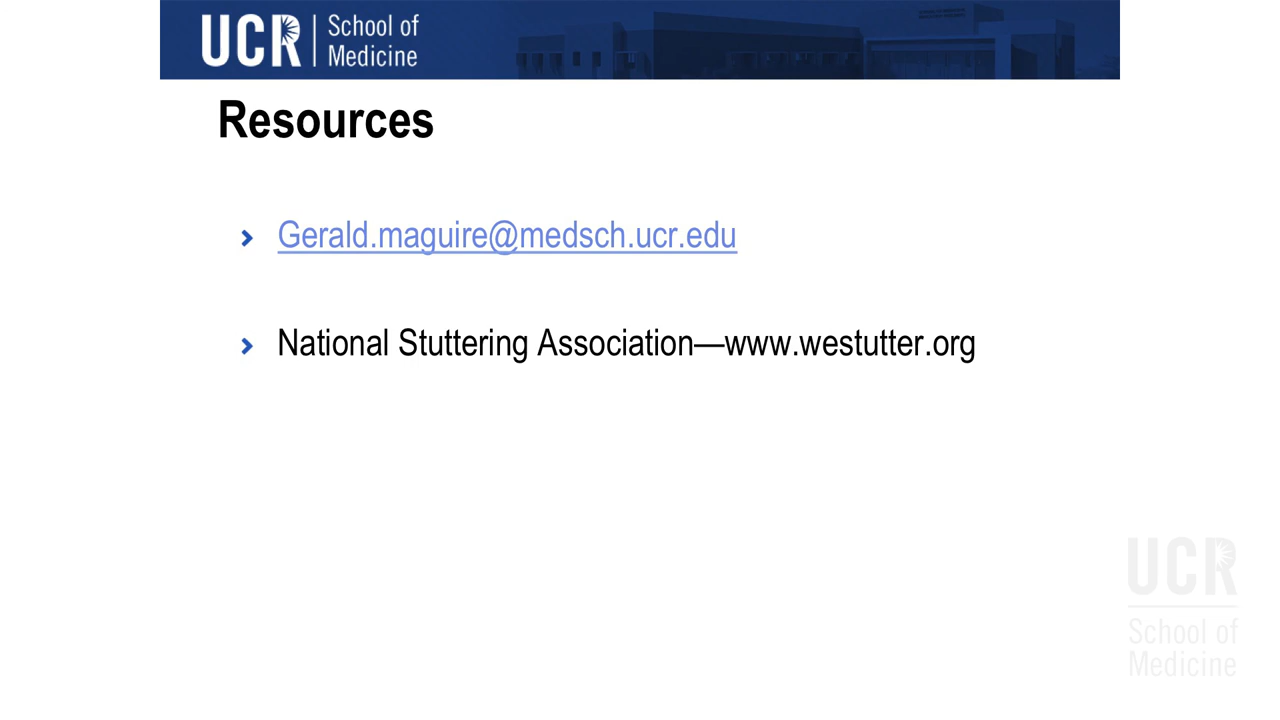 UCR School of
Medicine
Resources
Gerald.maguire@medsch.ucr.edu
National Stuttering Association—www.westutter.org
UCR
School of
Medicine